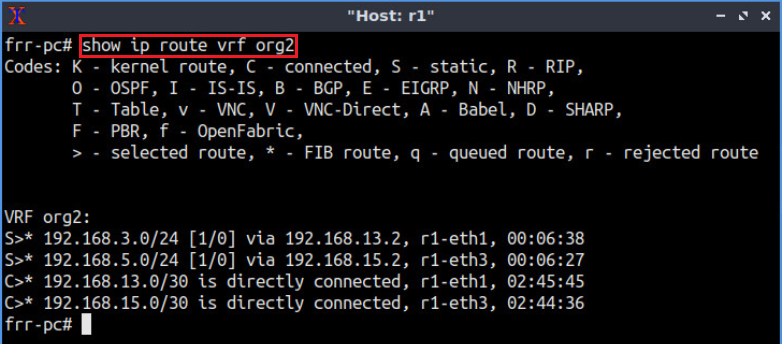 "Host: r1"
frr-pc# show ip route vrf org2
Codes: K - kernel route, C - connected, S - static, R - RIP,
O - OSPF, I - IS-IS, B - BGP, E - EIGRP, N - NHRP,
T - Table, v - VNC, V - VNC-Direct, A - Babel, D - SHARP,
F - PBR, f - OpenFabric,
> - selected route, * - FIB route, q - queued route, r - rejected route
VRF org2:
S>* 192.168.3.0/24 [1/0] via 192.168.13.2, r1-eth1, 00:06:38
S>* 192.168.5.0/24 [1/0] via 192.168.15.2, r1-eth3, 00:06:27
C>* 192.168.13.0/30 is directly connected, r1-eth1, 02:45:45
C>* 192.168.15.0/30 is directly connected, r1-eth3, 02:44:36
frr-pc#